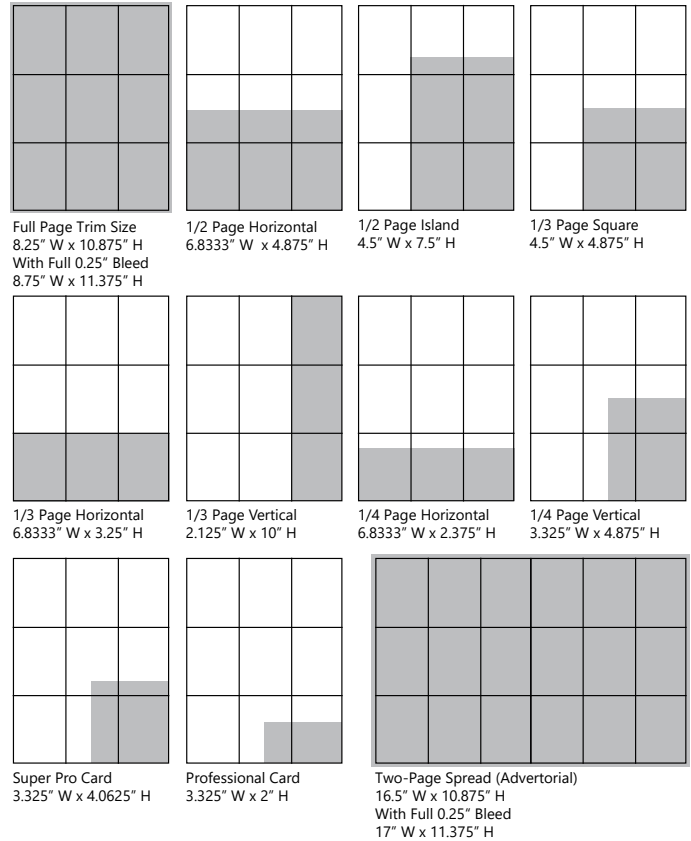 Full Page Trim Size
8.25” W x 10.875” H
With Full 0.25” Bleed
8.75” W x 11.375” H
1/2 Page Horizontal
6.8333” W  x 4.875” H
1/2 Page Island
4.5” W x 7.5” H
1/3 Page Square
4.5” W x 4.875” H
1/3 Page Horizontal
6.8333” W x 3.25” H
1/3 Page Vertical
2.125” W x 10” H
1/4 Page Horizontal
6.8333” W x 2.375” H
1/4 Page Vertical
3.325” W x 4.875” H
Super Pro Card
3.325” W x 4.0625” H
Professional Card
3.325” W x 2” H
Two-Page Spread (Advertorial)
16.5” W x 10.875” H
With Full 0.25” Bleed
17” W x 11.375” H